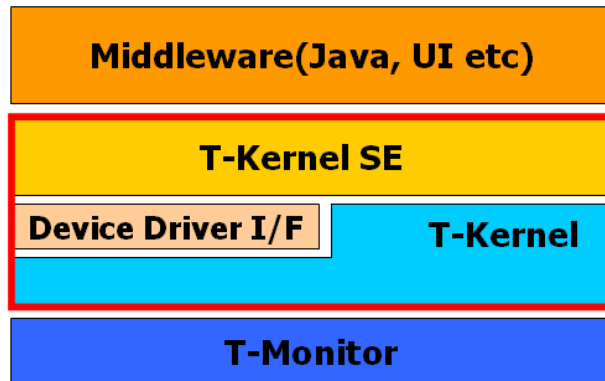 Middleware(Java, UI etc)
T-Kernel SE
Device Driver I/F
T-Kernel
T-Monitor